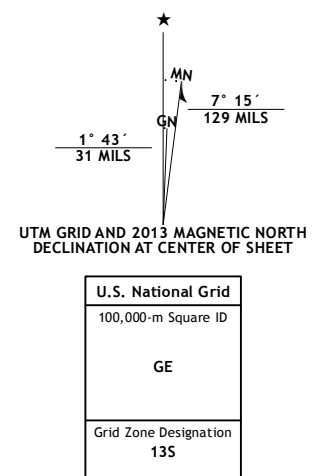 ★
MN
7° 15´
129 MILS
GN
1° 43´
31 MILS
UTM GRID AND 2013 MAGNETIC NORTH
DECLINATION AT CENTER OF SHEET
U.S. National Grid
100,000-m Square ID
GE
Grid Zone Designation
13S